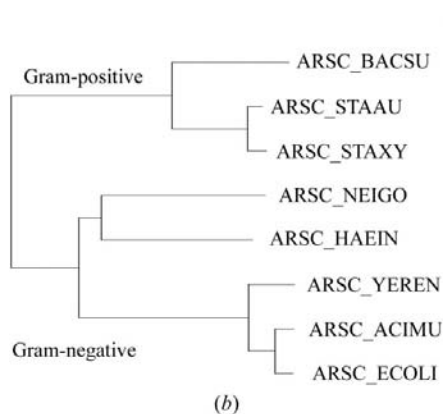 ARSC_BACSU
Gram-positive
ARSC_STAAU
ARSC_STAXY
ARSC_NEIGO
ARSC_HAEIN
ARSC_YEREN
ARSC_ACIMU
Gram-negative
ARSC_ECOLI
(b)